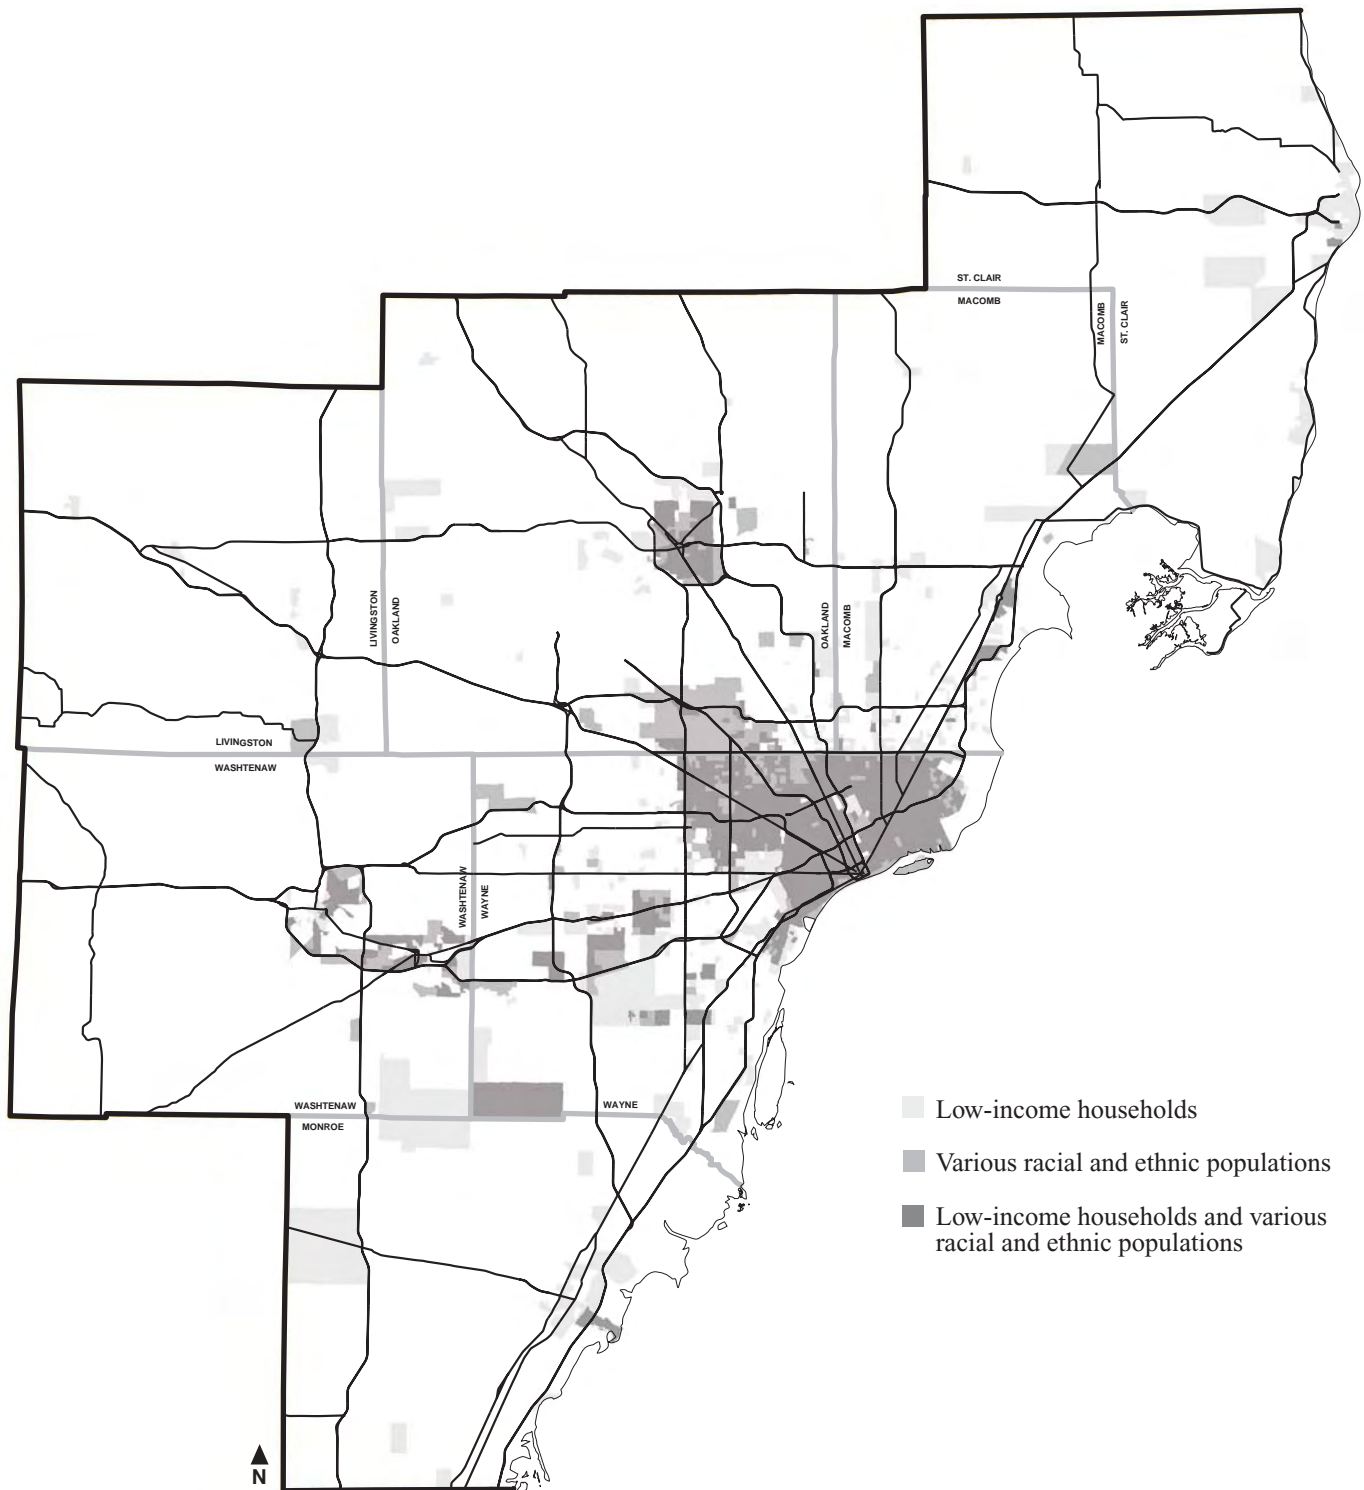 ST. CLAIR
MACOMB
MACOMB
ST. CLAIR
LIVINGSTON
OAKLAND
OAKLAND
MACOMB
LIVINGSTON
WASHTENAW
WASHTENAW
WAYNE
WASHTENAW
MONROE
WAYNE
Low-income households
Various racial and ethnic populations
Low-income households and various
racial and ethnic populations
N